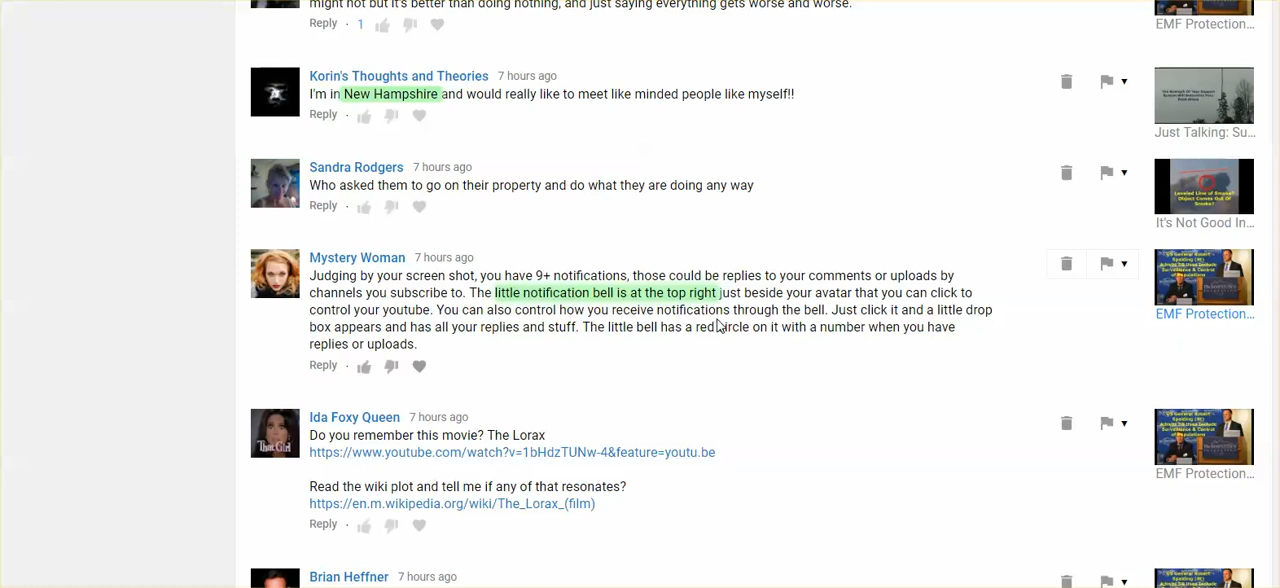 might not but it's better than doing nothing, and just saying everything gets worse and worse.
Reply · 1
EMF Protection...
Korin's Thoughts and Theories 7 hours ago
I'm in New Hampshire and would really like to meet like minded people like myself!!
Reply ·
Just Talking: Su...
Sandra Rodgers 7 hours ago
Who asked them to go on their property and do what they are doing any way
Reply ·
Leveled Line of Smoke?
Object Comes Out Of
Smoke?
It's Not Good In...
Mystery Woman 7 hours ago
Judging by your screen shot, you have 9+ notifications, those could be replies to your comments or uploads by
channels you subscribe to. The little notification bell is at the top right just beside your avatar that you can click to
control your youtube. You can also control how you receive notifications through the bell. Just click it and a little drop
box appears and has all your replies and stuff. The little bell has a red circle on it with a number when you have
replies or uploads.
Reply ·
EMF Protection...
Ida Foxy Queen 7 hours ago
Do you remember this movie? The Lorax
https://www.youtube.com/watch?v=1bHdzTUNw-4&feature=youtu.be
Read the wiki plot and tell me if any of that resonates?
https://en.m.wikipedia.org/wiki/The_Lorax_(film)
Reply ·
That Girl
EMF Protection...
Brian Heffner 7 hours ago